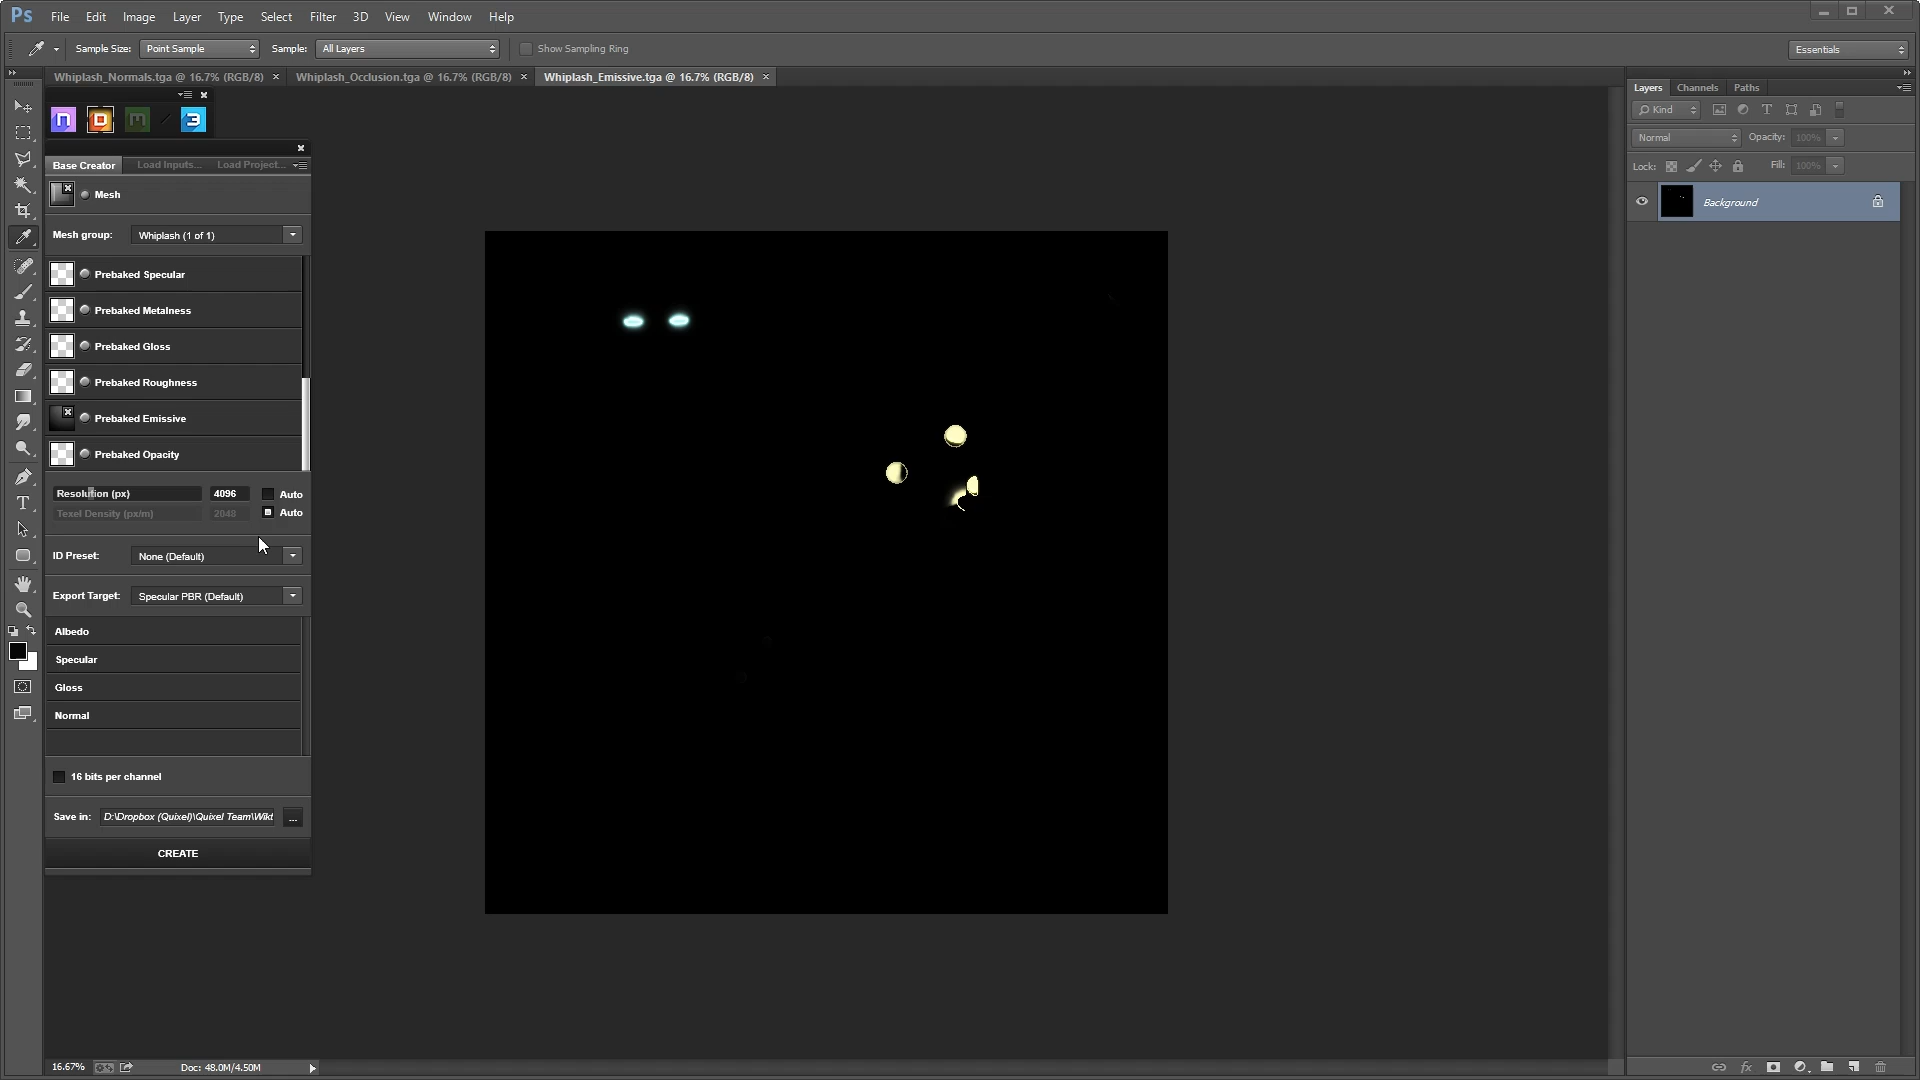 Ps File Edit Image Layer Type Select Filter 3D View Window Help
Sample Size: Point Sample Sample: All Layers Show Sampling Ring Essentials
Whiplash_Normals.tga @ 16.7% (RGB/8) × Whiplash_Occlusion.tga @ 16.7% (RGB/8) × Whiplash_Emissive.tga @ 16.7% (RGB/8) ×
Layers Channels Paths
Kind
Normal Opacity: 100%
Lock: Fill: 100%
Background
Base Creator Load Inputs... Load Project...
Mesh
Mesh group: Whiplash (1 of 1)
Prebaked Specular
Prebaked Metalness
Prebaked Gloss
Prebaked Roughness
Prebaked Emissive
Prebaked Opacity
Resolution (px) 4096 Auto
Texel Density (px/m) 2048 Auto
ID Preset: None (Default)
Export Target: Specular PBR (Default)
Albedo
Specular
Gloss
Normal
16 bits per channel
Save in: D:\Dropbox (Quixel)\Quixel Team\Wikt ...
CREATE
16.67% Doc: 48.0M/4.50M